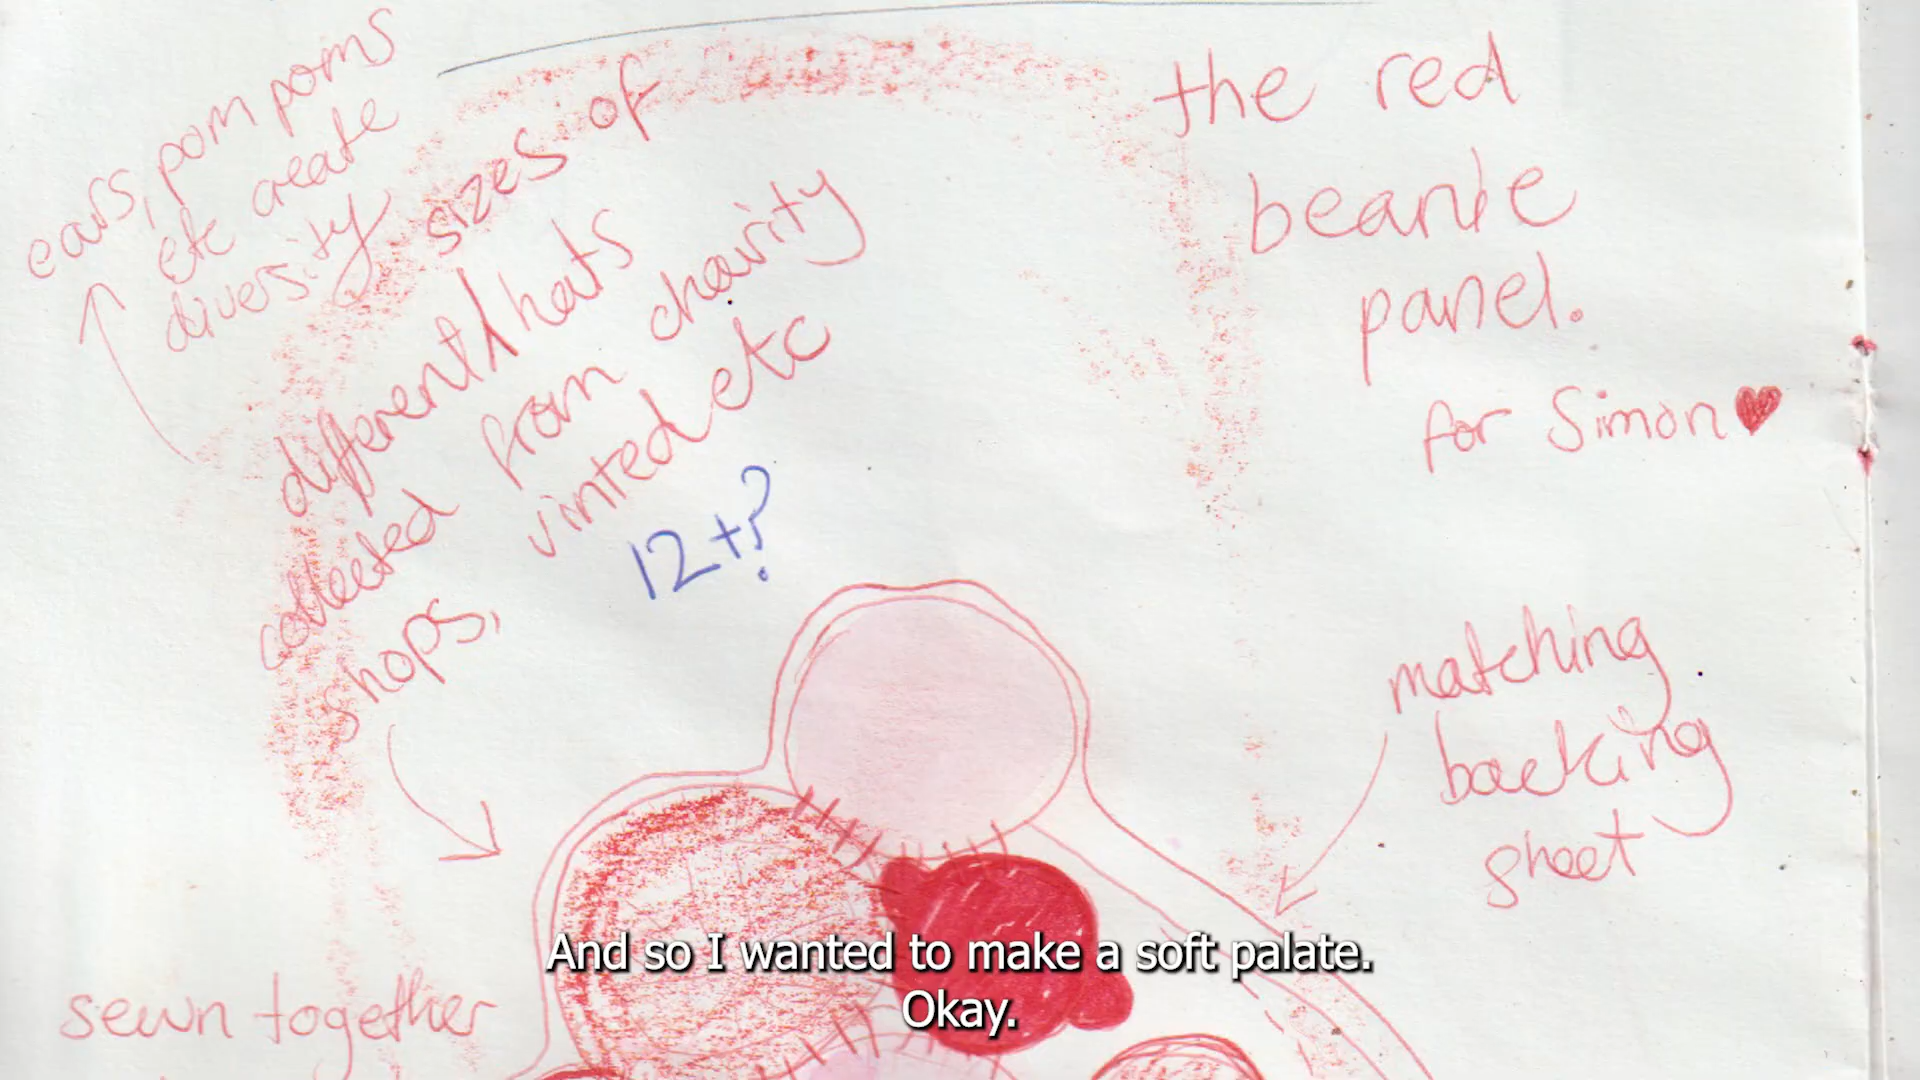 ears, pom poms
etc create
diversity
different sizes of
hats
collected from chairity
shops, vinted etc
12+?
the red
beanie
panel.
for Simon
matching
backing
sheet
sewn together
And so I wanted to make a soft palate.
Okay.